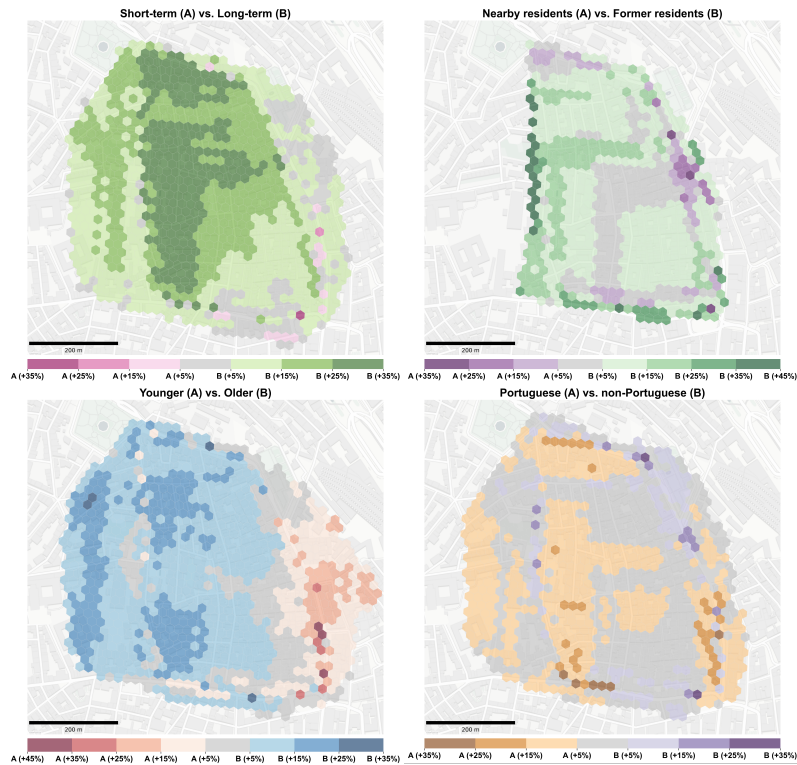 Short-term (A) vs. Long-term (B)
Nearby residents (A) vs. Former residents (B)
200 m
200 m
A (+35%) A (+25%) A (+15%) A (+5%) B (+5%) B (+15%) B (+25%) B (+35%)
A (+35%) A (+25%) A (+15%) A (+5%) B (+5%) B (+15%) B (+25%) B (+35%) B (+45%)
Younger (A) vs. Older (B)
Portuguese (A) vs. non-Portuguese (B)
200 m
200 m
A (+45%) A (+35%) A (+25%) A (+15%) A (+5%) B (+5%) B (+15%) B (+25%) B (+35%)
A (+35%) A (+25%) A (+15%) A (+5%) B (+5%) B (+15%) B (+25%) B (+35%)